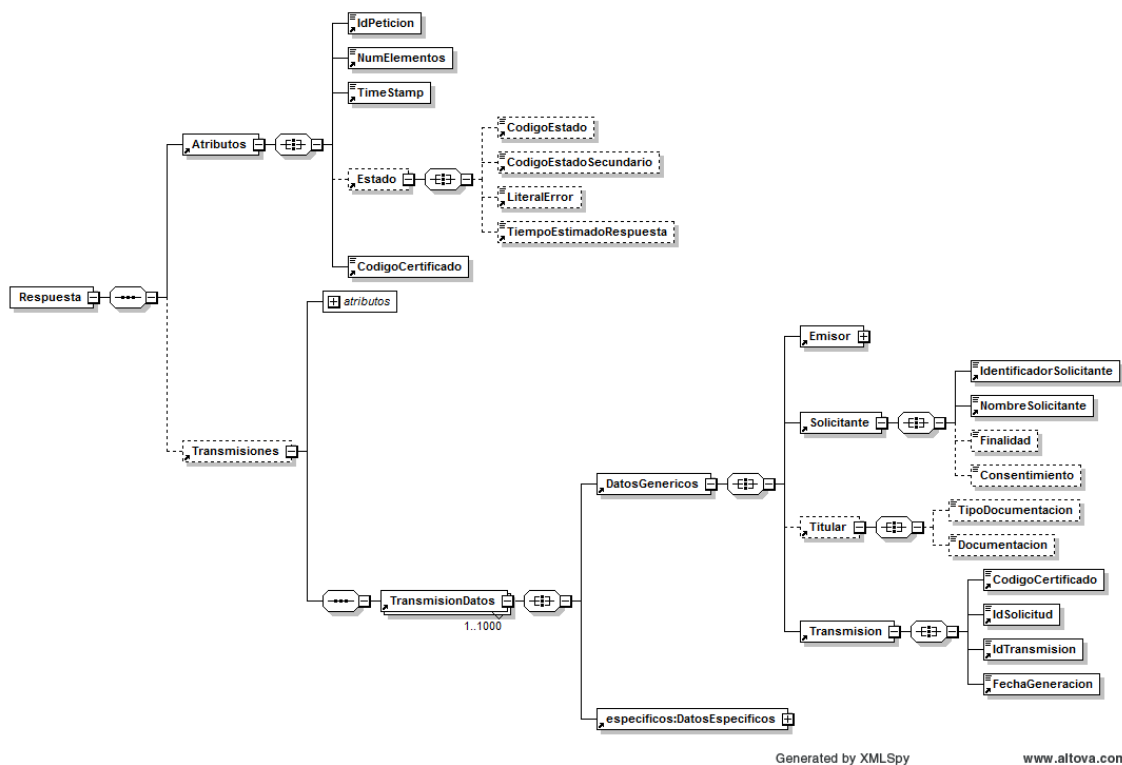 IdPeticion
NumElementos
TimeStamp
Atributos
CodigoEstado
CodigoEstadoSecundario
Estado
LiteralError
TiempoEstimadoRespuesta
CodigoCertificado
Respuesta
atributos
Emisor
IdentificadorSolicitante
NombreSolicitante
Solicitante
Finalidad
Transmisiones
Consentimiento
DatosGenericos
TipoDocumentacion
Titular
Documentacion
CodigoCertificado
TransmisionDatos
1..1000
IdSolicitud
Transmision
IdTransmision
FechaGeneracion
especificos:DatosEspecificos
Generated by XMLSpy
www.altova.con